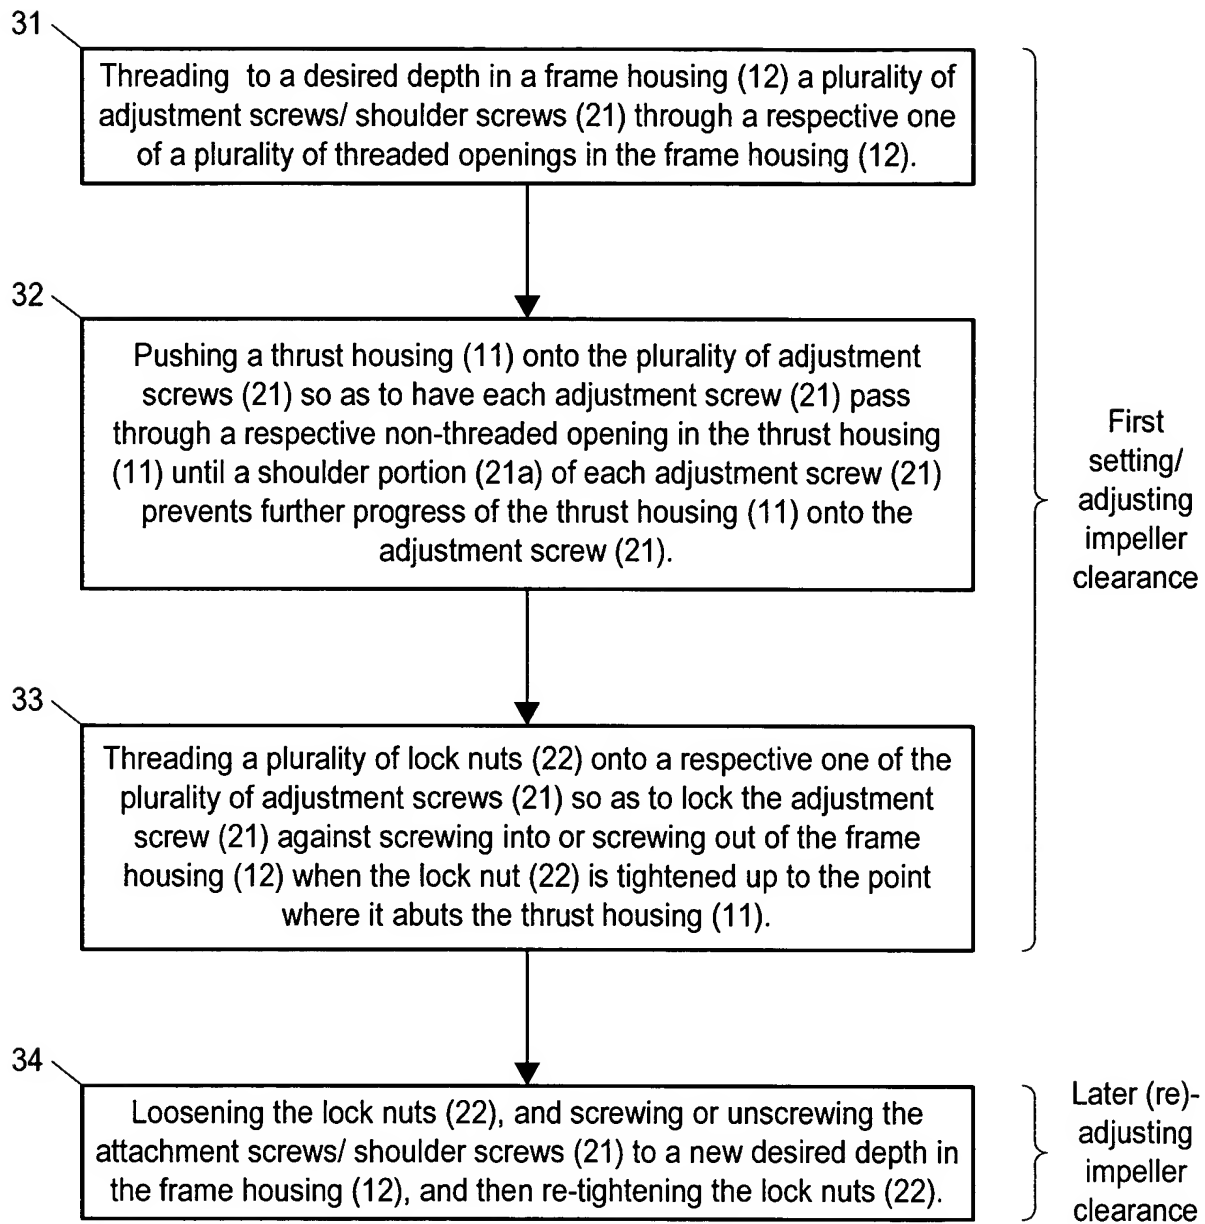 31
Threading to a desired depth in a frame housing (12) a plurality of
adjustment screws/ shoulder screws (21) through a respective one
of a plurality of threaded openings in the frame housing (12).
32
Pushing a thrust housing (11) onto the plurality of adjustment
screws (21) so as to have each adjustment screw (21) pass
through a respective non-threaded opening in the thrust housing
(11) until a shoulder portion (21a) of each adjustment screw (21)
prevents further progress of the thrust housing (11) onto the
adjustment screw (21).
First
setting/
adjusting
impeller
clearance
33
Threading a plurality of lock nuts (22) onto a respective one of the
plurality of adjustment screws (21) so as to lock the adjustment
screw (21) against screwing into or screwing out of the frame
housing (12) when the lock nut (22) is tightened up to the point
where it abuts the thrust housing (11).
34
Loosening the lock nuts (22), and screwing or unscrewing the
attachment screws/ shoulder screws (21) to a new desired depth in
the frame housing (12), and then re-tightening the lock nuts (22).
Later (re)-
adjusting
impeller
clearance